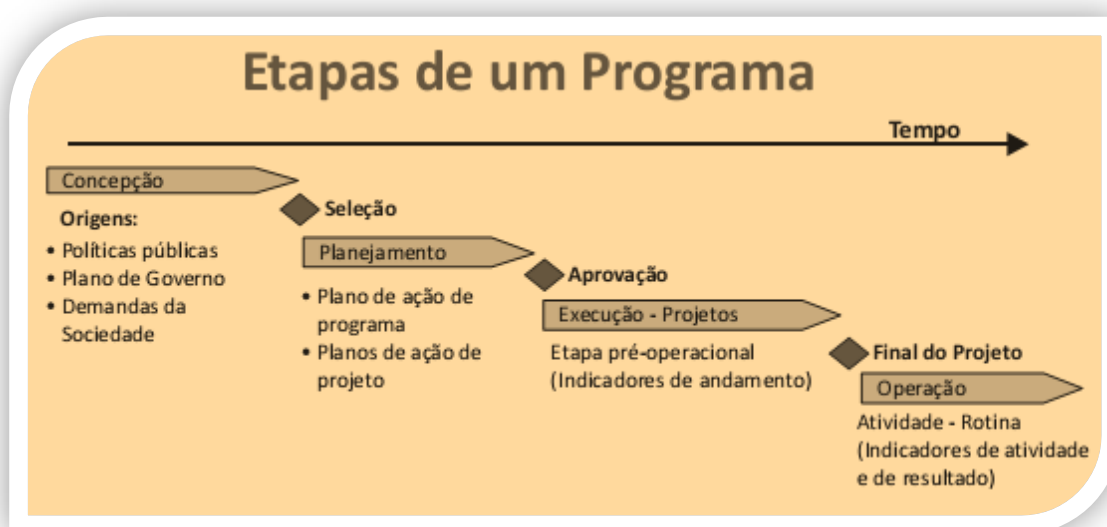 Etapas de um Programa
Tempo
Concepção
Origens:
• Políticas públicas
• Plano de Governo
• Demandas da
Sociedade
Seleção
Planejamento
• Plano de ação de
programa
• Planos de ação de
projeto
Aprovação
Execução - Projetos
Etapa pré-operacional
(Indicadores de andamento)
Final do Projeto
Operação
Atividade - Rotina
(Indicadores de atividade
e de resultado)